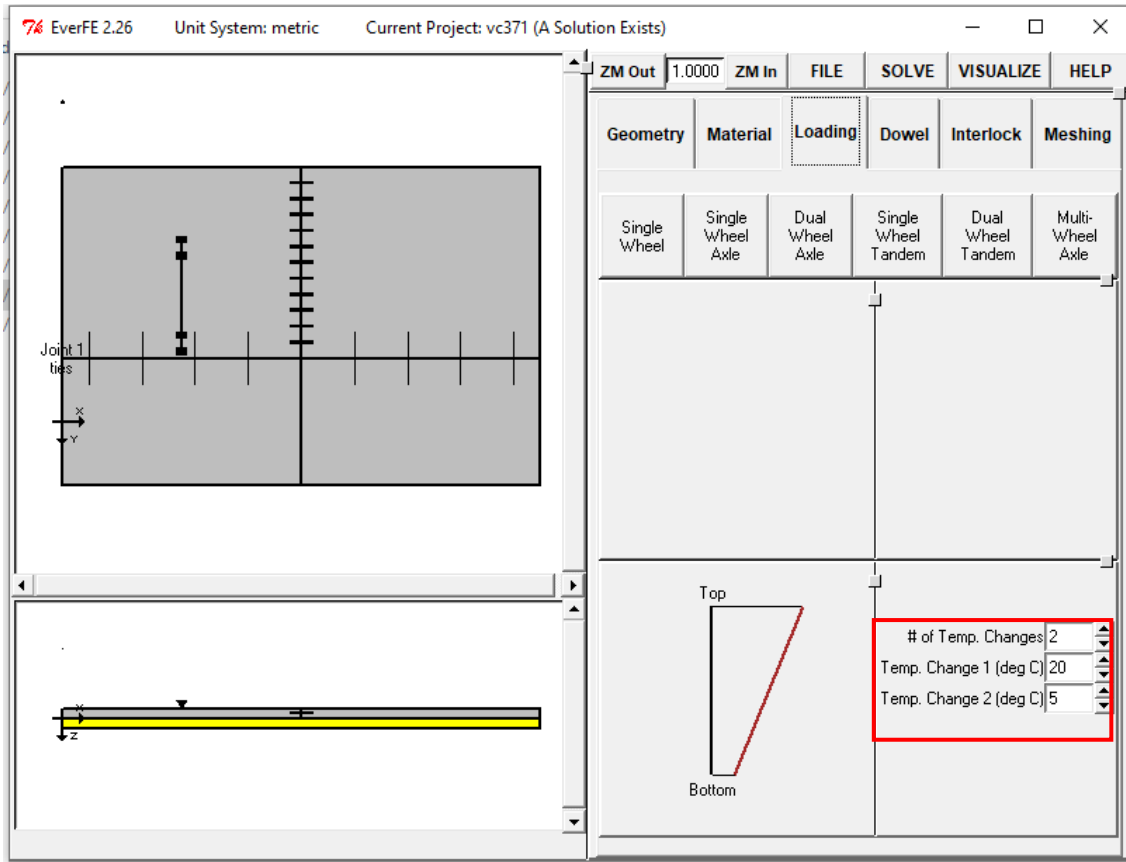 EverFE 2.26 Unit System: metric Current Project: vc371 (A Solution Exists)
ZM Out 1.0000 ZM In FILE SOLVE VISUALIZE HELP
Geometry Material Loading Dowel Interlock Meshing
Single Wheel
Single Wheel Axle
Dual Wheel Axle
Single Wheel Tandem
Dual Wheel Tandem
Multi-Wheel Axle
Joint 1
ties
X
Y
X
Z
Top
Bottom
# of Temp. Changes 2
Temp. Change 1 (deg C) 20
Temp. Change 2 (deg C) 5